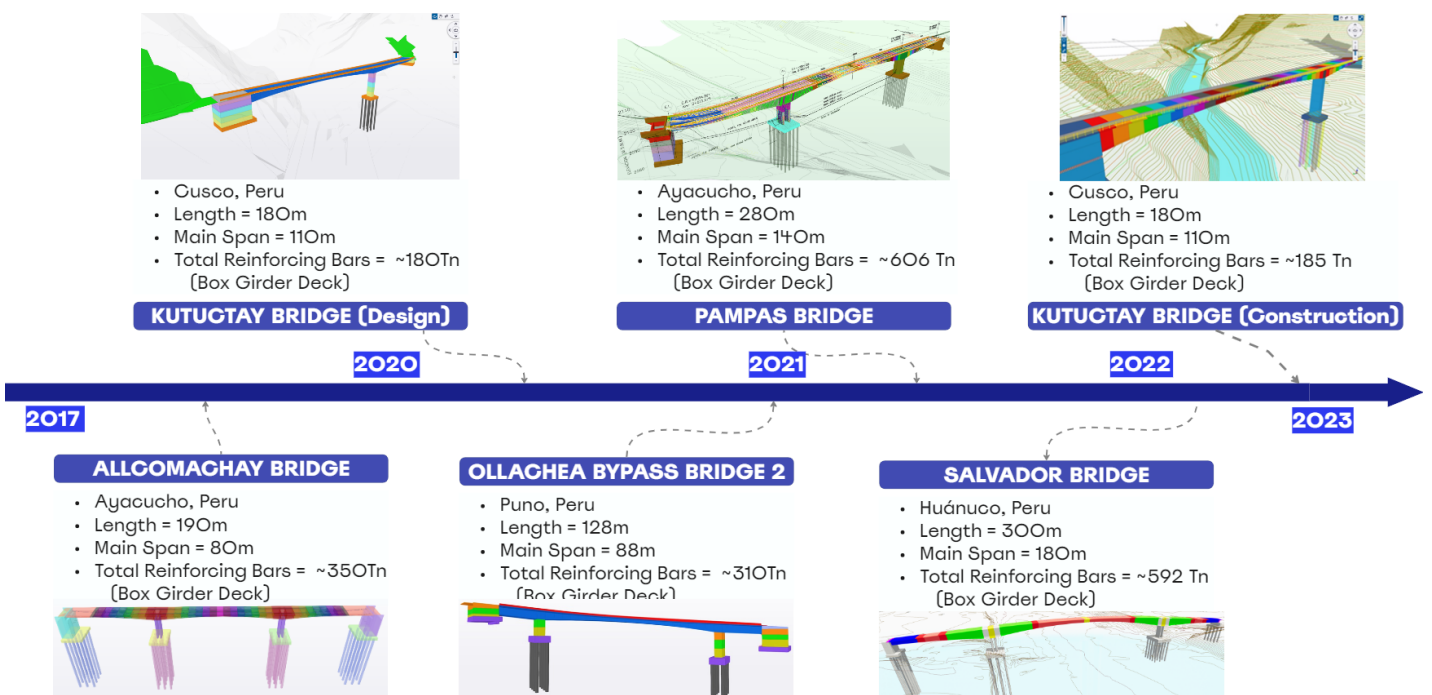 • Cusco, Peru
• Length = 180m
• Main Span = 110m
• Total Reinforcing Bars = ~180Tn
(Box Girder Deck)
KUTUCTAY BRIDGE (Design)
• Ayacucho, Peru
• Length = 280m
• Main Span = 140m
• Total Reinforcing Bars = ~606 Tn
(Box Girder Deck)
PAMPAS BRIDGE
• Cusco, Peru
• Length = 180m
• Main Span = 110m
• Total Reinforcing Bars = ~185 Tn
(Box Girder Deck)
KUTUCTAY BRIDGE (Construction)
2020
2021
2022
2017
2023
ALLCOMACHAY BRIDGE
• Ayacucho, Peru
• Length = 190m
• Main Span = 80m
• Total Reinforcing Bars = ~350Tn
(Box Girder Deck)
OLLACHEA BYPASS BRIDGE 2
• Puno, Peru
• Length = 128m
• Main Span = 88m
• Total Reinforcing Bars = ~310Tn
(Box Girder Deck)
SALVADOR BRIDGE
• Huánuco, Peru
• Length = 300m
• Main Span = 180m
• Total Reinforcing Bars = ~592 Tn
(Box Girder Deck)